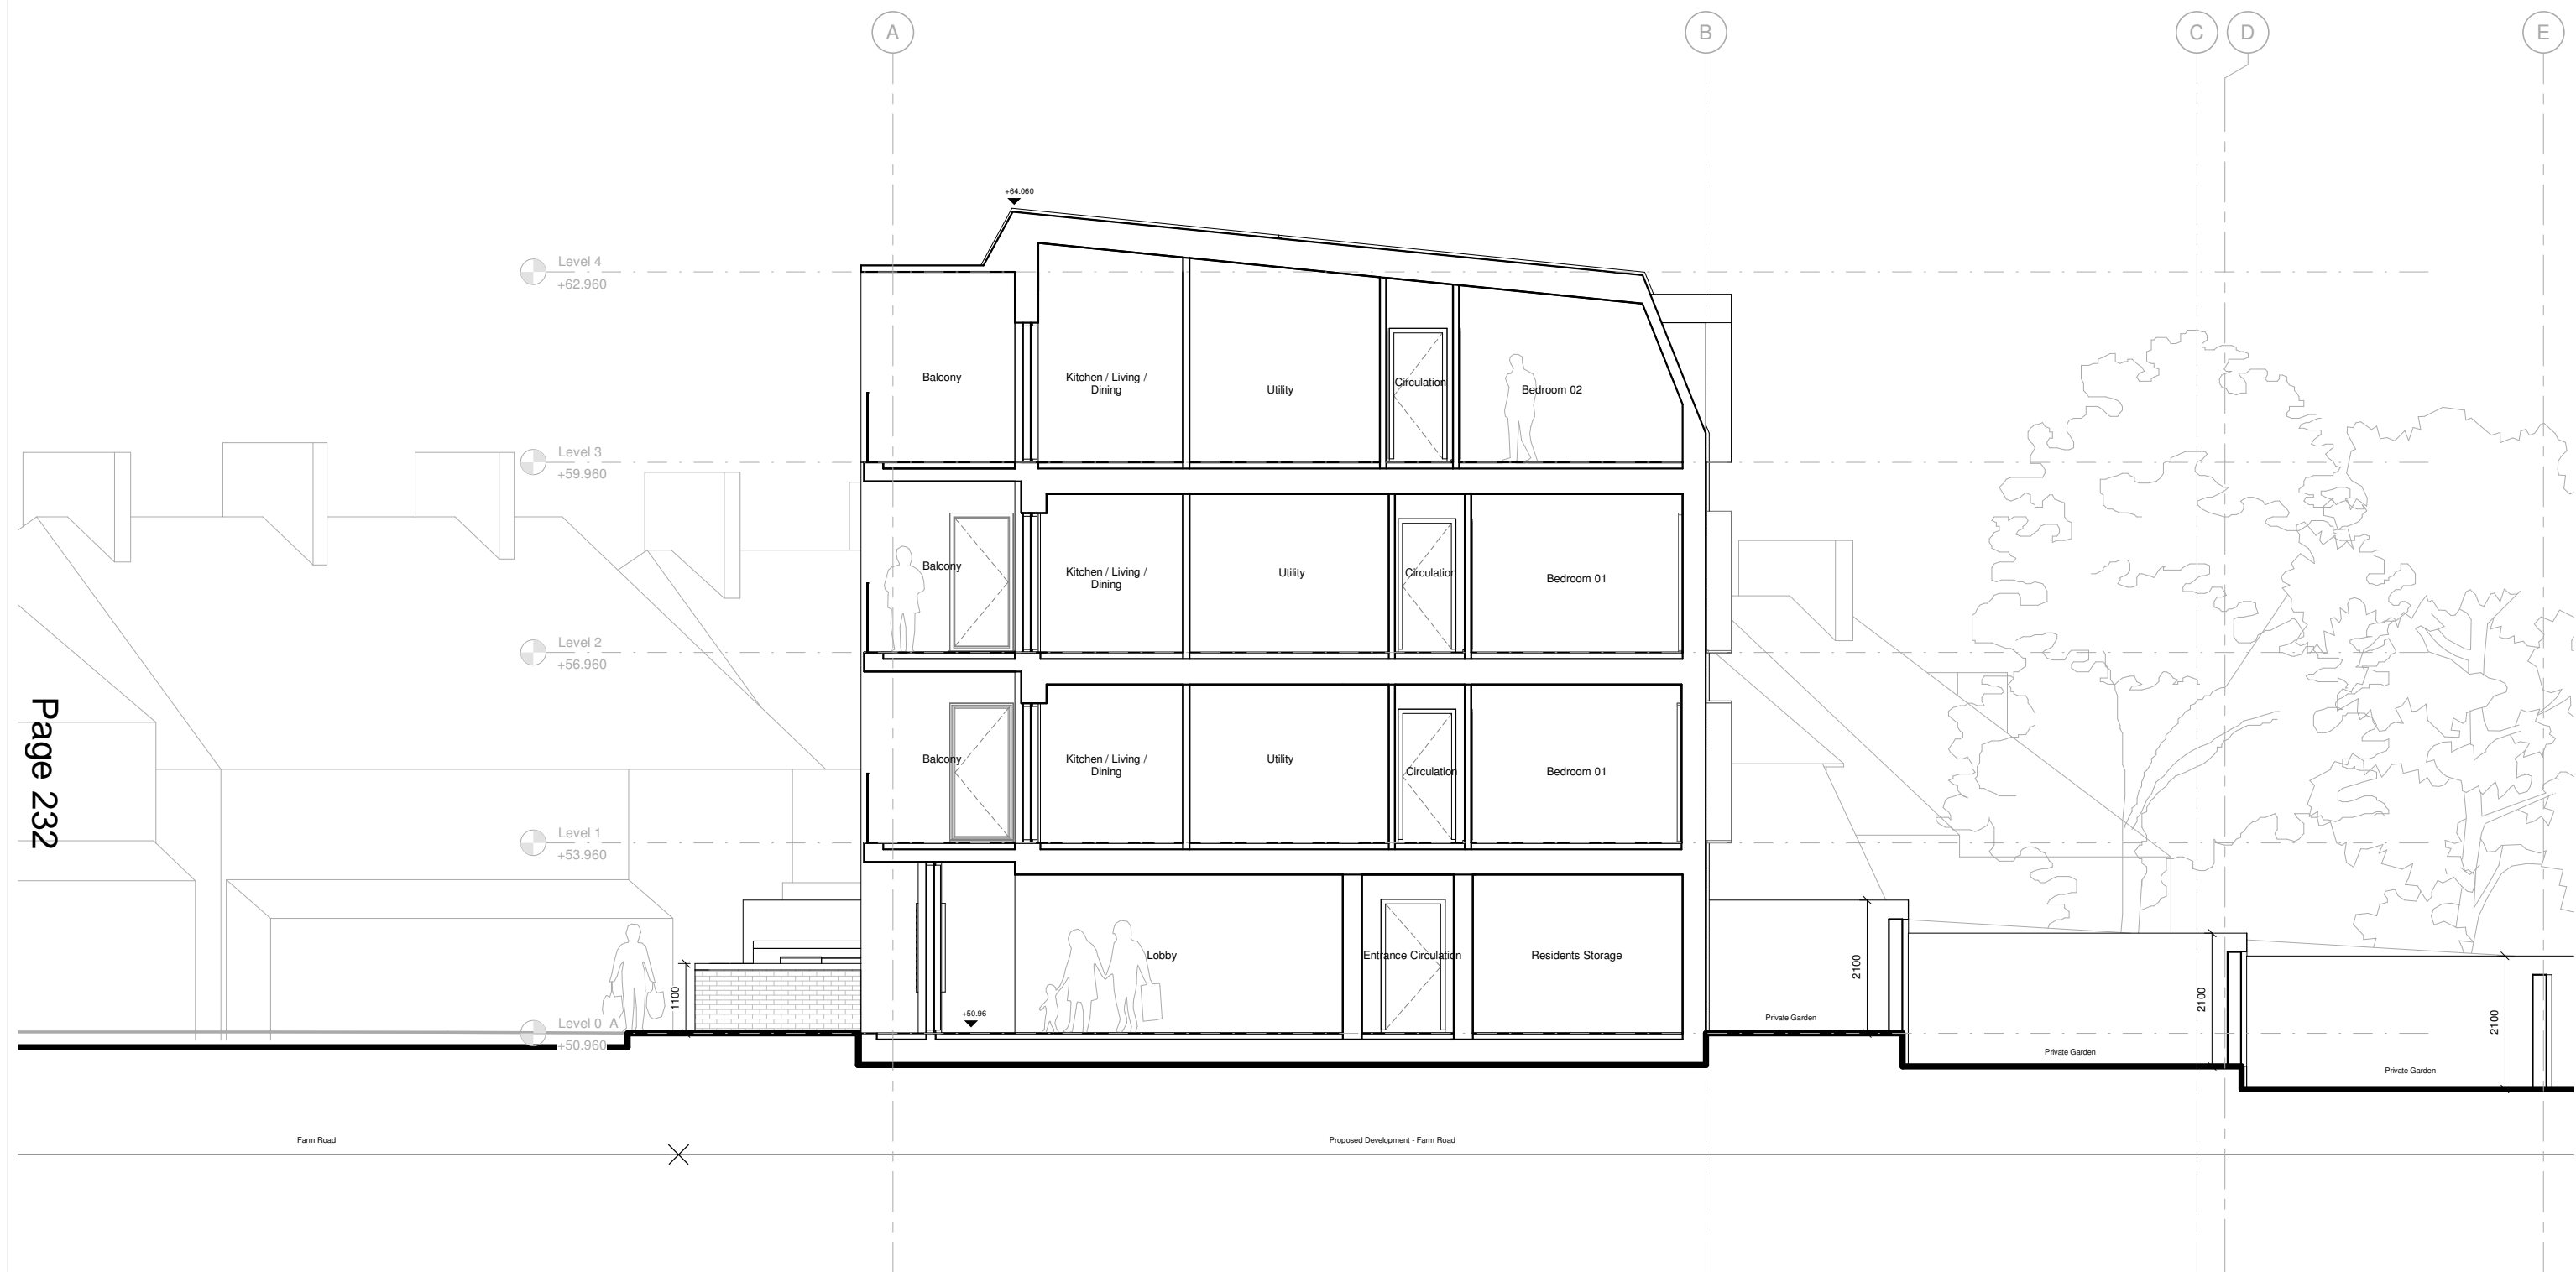 A
B
C
D
E
+64.060
Level 4
+62.960
Balcony
Kitchen / Living /
Dining
Utility
Circulation
Bedroom 02
Level 3
+59.960
Balcony
Kitchen / Living /
Dining
Utility
Circulation
Bedroom 01
Level 2
+56.960
Balcony
Kitchen / Living /
Dining
Utility
Circulation
Bedroom 01
Level 1
+53.960
Lobby
Entrance Circulation
Residents Storage
1100
2100
2100
2100
+50.96
Private Garden
Private Garden
Private Garden
Level 0_A
+50.960
Farm Road
Proposed Development - Farm Road
Page 232